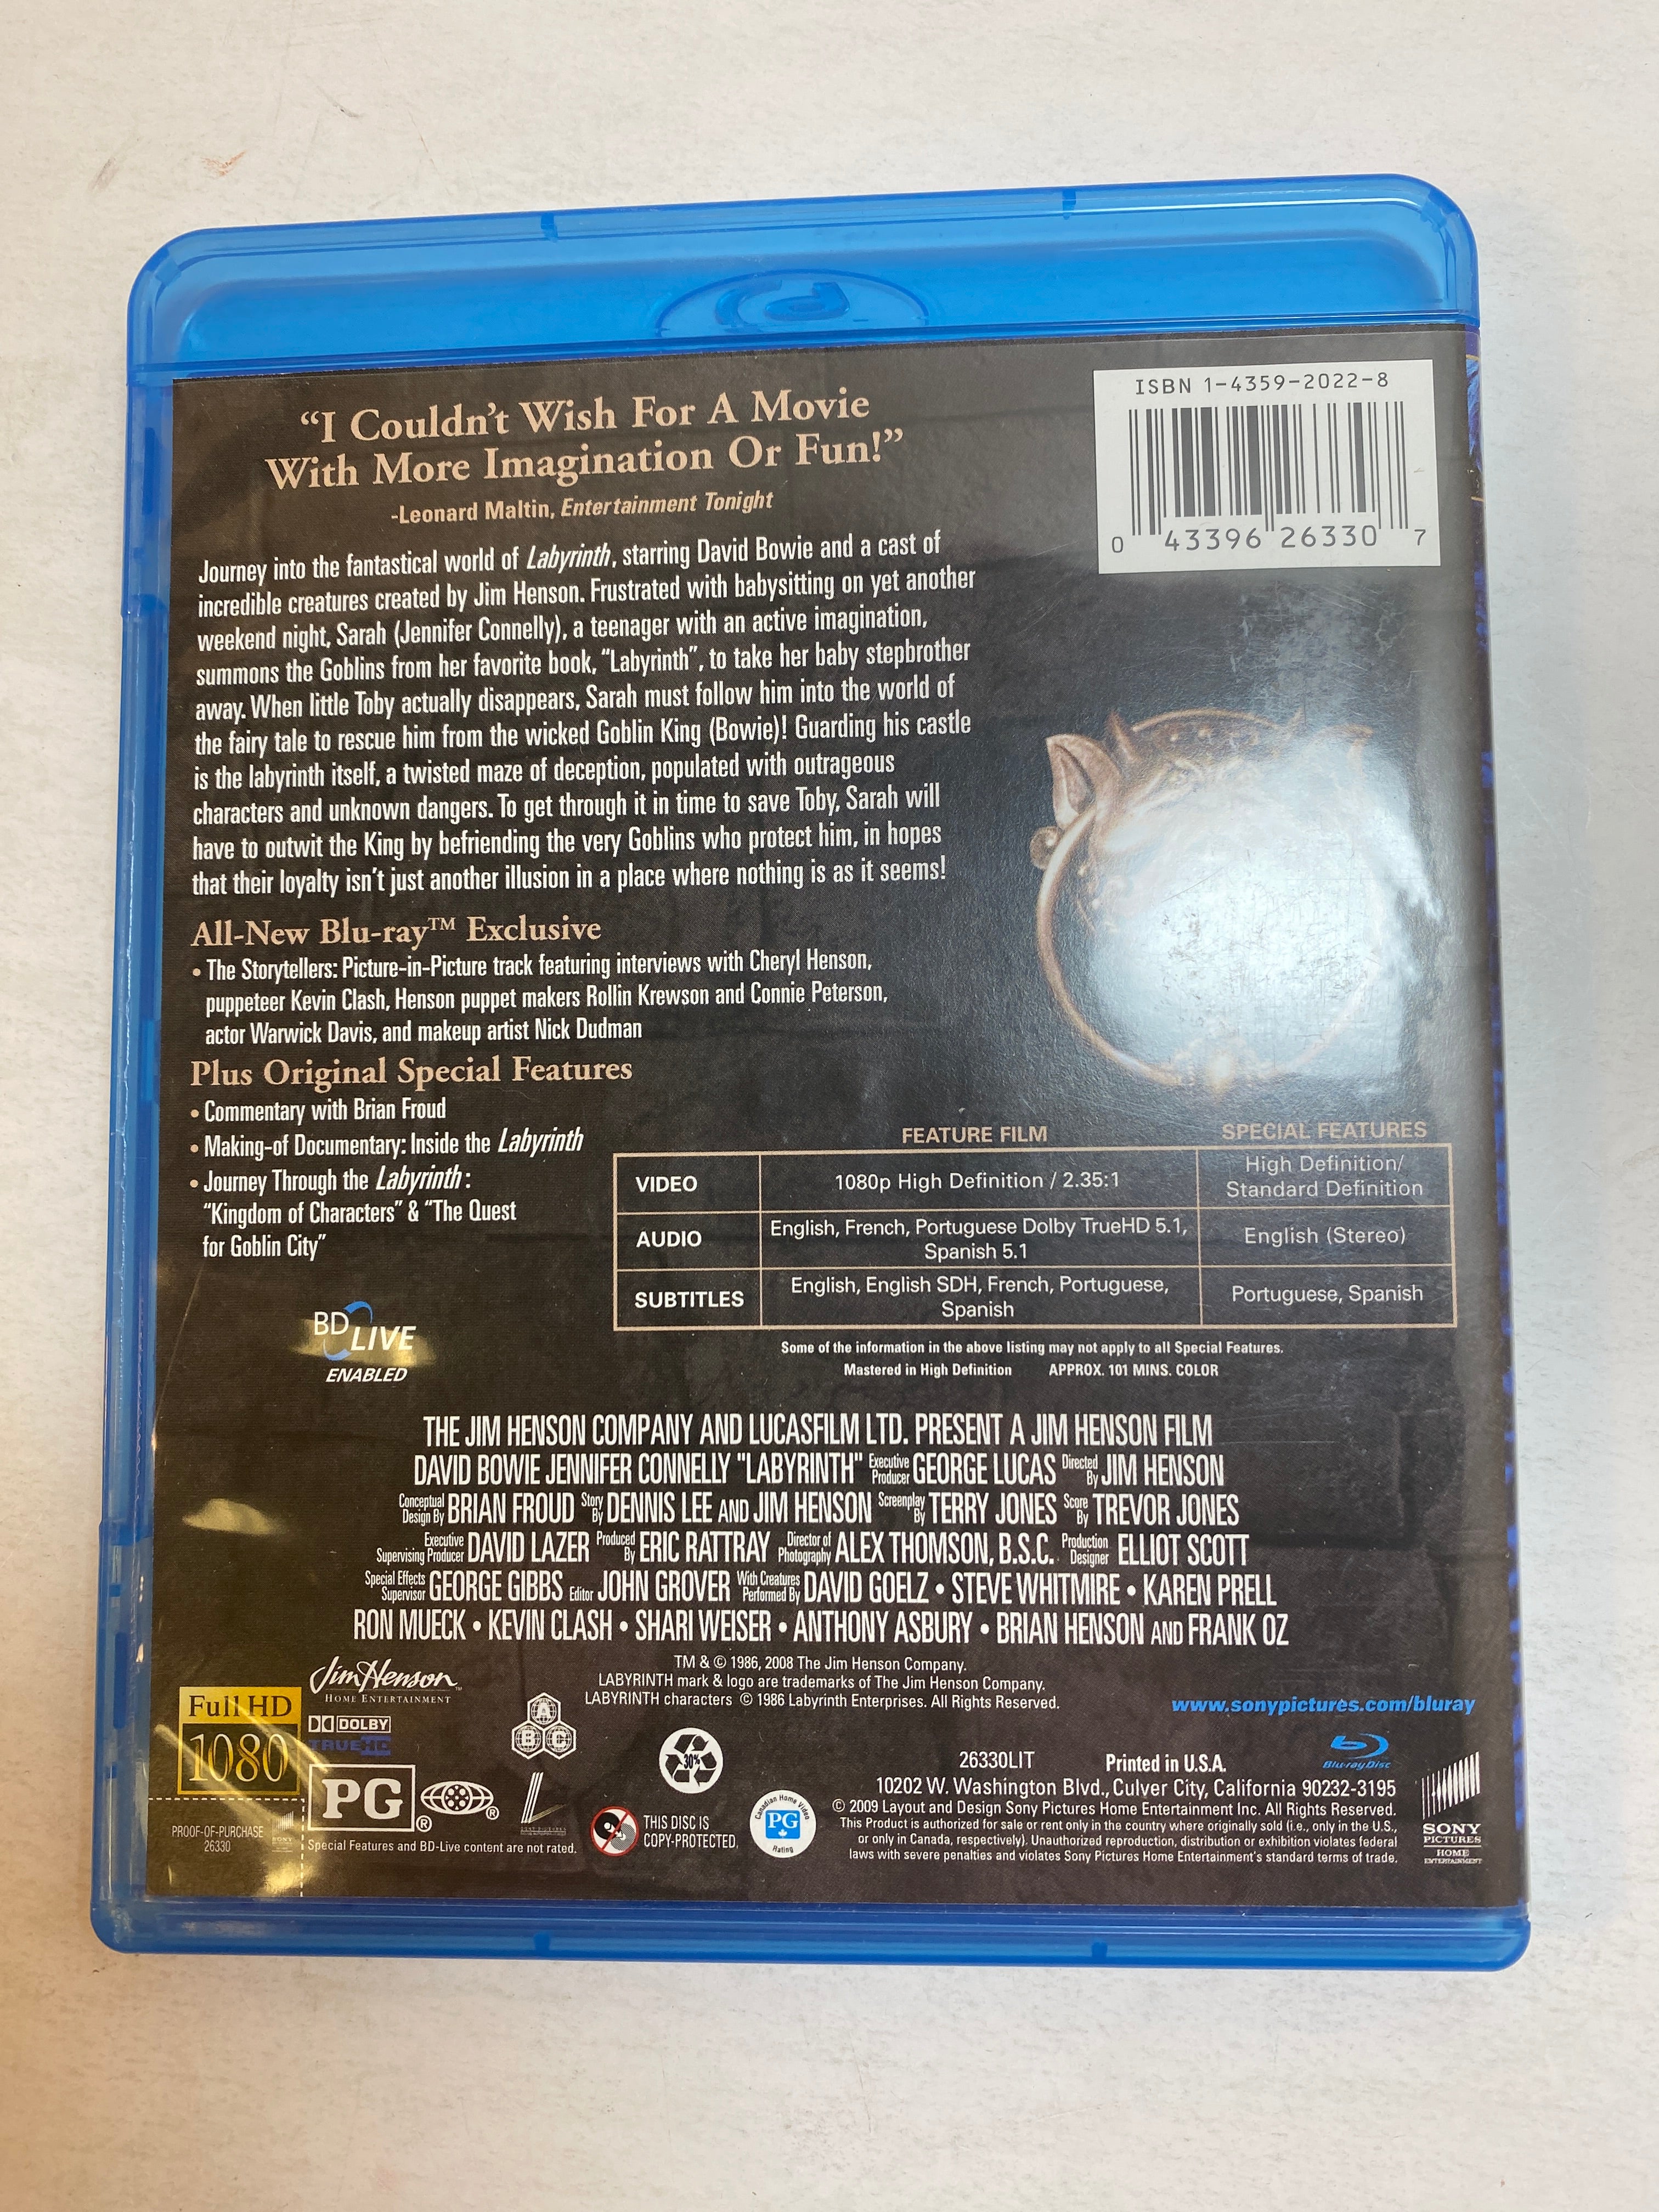 ISBN 1-4359-2022-8
0 43396 26330 7
“I Couldn’t Wish For A Movie
With More Imagination Or Fun!”
-Leonard Maltin, Entertainment Tonight
Journey into the fantastical world of Labyrinth, starring David Bowie and a cast of
incredible creatures created by Jim Henson. Frustrated with babysitting on yet another
weekend night, Sarah (Jennifer Connelly), a teenager with an active imagination,
summons the Goblins from her favorite book, “Labyrinth”, to take her baby stepbrother
away. When little Toby actually disappears, Sarah must follow him into the world of
the fairy tale to rescue him from the wicked Goblin King (Bowie)! Guarding his castle
is the labyrinth itself, a twisted maze of deception, populated with outrageous
characters and unknown dangers. To get through it in time to save Toby, Sarah will
have to outwit the King by befriending the very Goblins who protect him, in hopes
that their loyalty isn’t just another illusion in a place where nothing is as it seems!
All-New Blu-ray™ Exclusive
• The Storytellers: Picture-in-Picture track featuring interviews with Cheryl Henson,
puppeteer Kevin Clash, Henson puppet makers Rollin Krewson and Connie Peterson,
actor Warwick Davis, and makeup artist Nick Dudman
Plus Original Special Features
• Commentary with Brian Froud
• Making-of Documentary: Inside the Labyrinth
• Journey Through the Labyrinth:
“Kingdom of Characters” & “The Quest
for Goblin City”
FEATURE FILM SPECIAL FEATURES
VIDEO 1080p High Definition / 2.35:1 High Definition/
Standard Definition
AUDIO English, French, Portuguese Dolby TrueHD 5.1,
Spanish 5.1 English (Stereo)
SUBTITLES English, English SDH, French, Portuguese,
Spanish Portuguese, Spanish
BD LIVE
ENABLED
Some of the information in the above listing may not apply to all Special Features.
Mastered in High Definition APPROX. 101 MINS. COLOR
THE JIM HENSON COMPANY AND LUCASFILM LTD. PRESENT A JIM HENSON FILM
DAVID BOWIE JENNIFER CONNELLY "LABYRINTH" Executive Producer GEORGE LUCAS Directed By JIM HENSON
Conceptual Design By BRIAN FROUD Story By DENNIS LEE AND JIM HENSON Screenplay By TERRY JONES Score By TREVOR JONES
Executive Supervising Producer DAVID LAZER Produced By ERIC RATTRAY Director of Photography ALEX THOMSON, B.S.C. Production Designer ELLIOT SCOTT
Special Effects Supervisor GEORGE GIBBS Editor JOHN GROVER With Creatures Performed By DAVID GOELZ • STEVE WHITMIRE • KAREN PRELL
RON MUECK • KEVIN CLASH • SHARI WEISER • ANTHONY ASBURY • BRIAN HENSON AND FRANK OZ
TM & © 1986, 2008 The Jim Henson Company.
LABYRINTH mark & logo are trademarks of The Jim Henson Company.
LABYRINTH characters © 1986 Labyrinth Enterprises. All Rights Reserved.
www.sonypictures.com/bluray
Jim Henson™
HOME ENTERTAINMENT
Full HD
1080
DOLBY
TRUEHD
A
B C
30%
PG ®
®
L
PROOF-OF-PURCHASE
26330
Special Features and BD-Live content are not rated.
THIS DISC IS
COPY-PROTECTED.
Canadian Home Video
PG
Rating
26330LIT Printed in U.S.A.
Blu-ray Disc
10202 W. Washington Blvd., Culver City, California 90232-3195
© 2009 Layout and Design Sony Pictures Home Entertainment Inc. All Rights Reserved.
This Product is authorized for sale or rent only in the country where originally sold (i.e., only in the U.S.,
or only in Canada, respectively). Unauthorized reproduction, distribution or exhibition violates federal
laws with severe penalties and violates Sony Pictures Home Entertainment's standard terms of trade.
SONY
PICTURES
HOME
ENTERTAINMENT